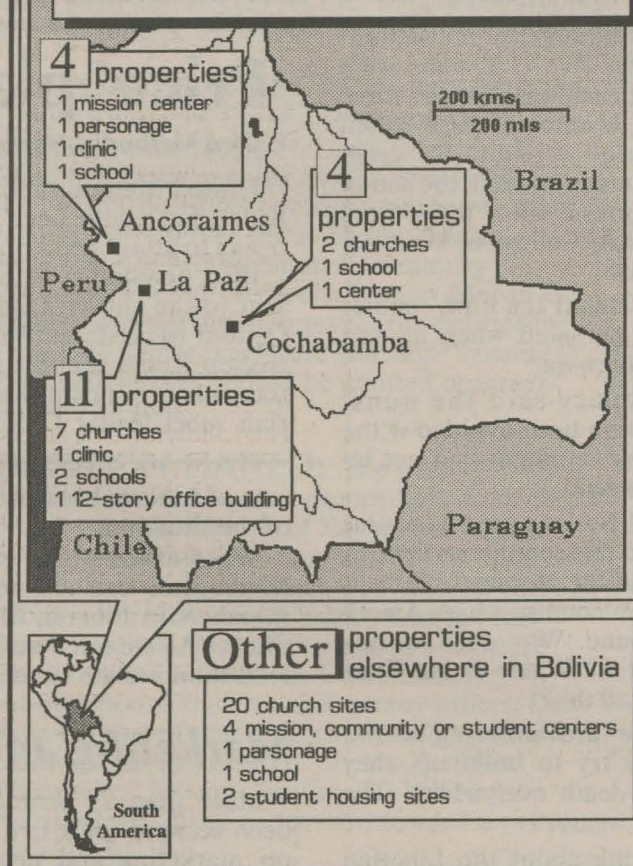 4 properties
1 mission center
1 parsonage
1 clinic
1 school
200 kms.
200 mls
Brazil
4
properties
2 churches
1 school
1 center
Ancoraimes
Peru
La Paz
Cochabamba
11 properties
7 churches
1 clinic
2 schools
1 12-story office building
Paraguay
Chile
South
America
Other properties
elsewhere in Bolivia
20 church sites
4 mission, community or student centers
1 parsonage
1 school
2 student housing sites